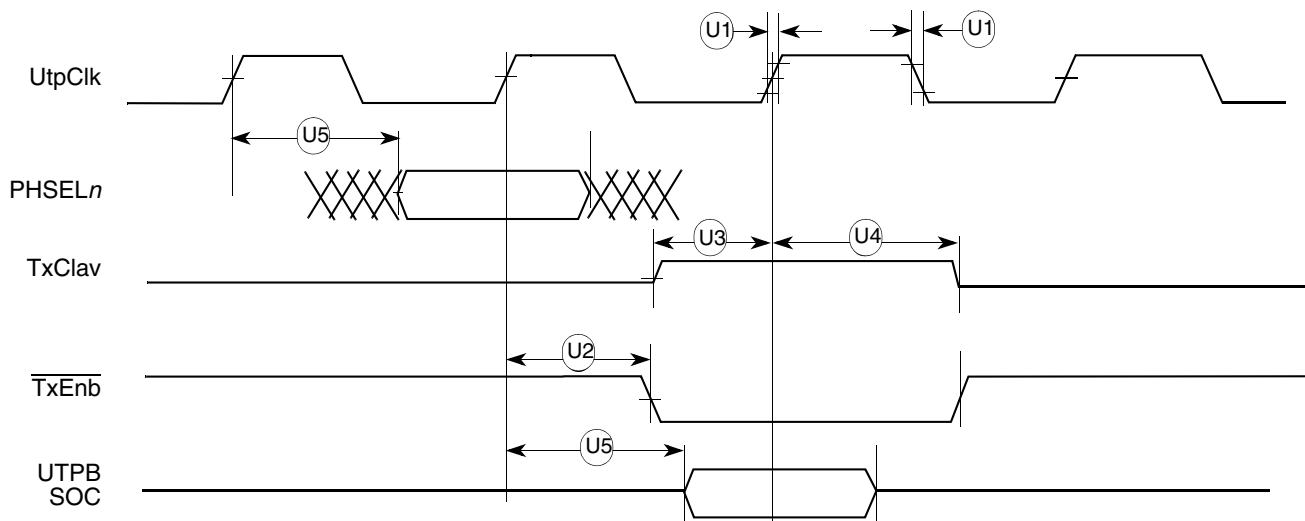 U1 U1
UtpClk
U5
PHSELn
U3 U4
TxClav
U2
TxEnb
U5
UTPB
SOC